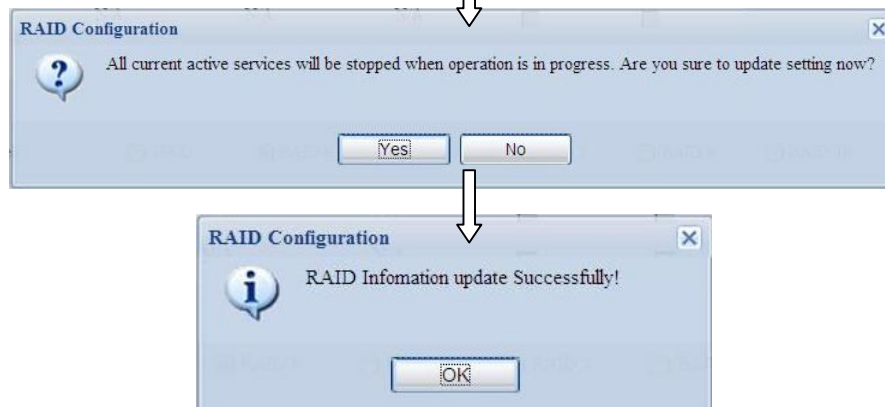 RAID Configuration
All current active services will be stopped when operation is in progress. Are you sure to update setting now?
Yes
No
RAID Configuration
RAID Infomation update Successfully!
OK